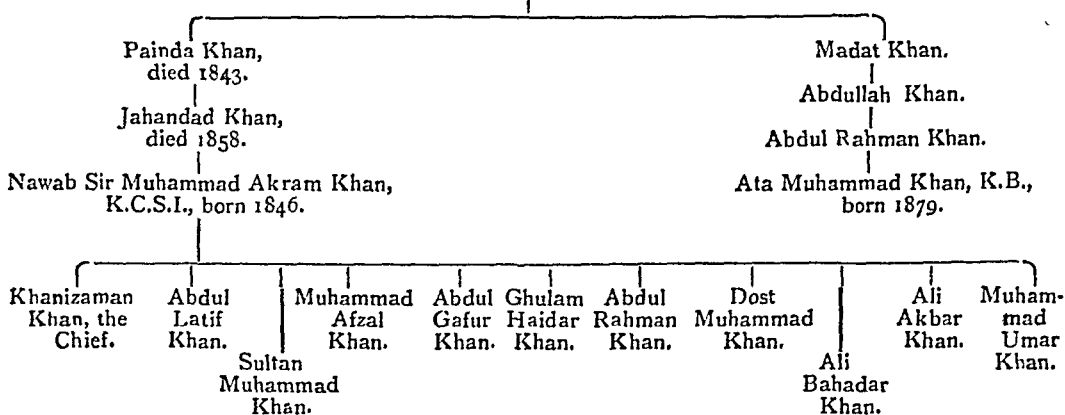 Painda Khan,
died 1843.
Jahandad Khan,
died 1858.
Nawab Sir Muhammad Akram Khan,
K.C.S.I., born 1846.
Madat Khan.
Abdullah Khan.
Abdul Rahman Khan.
Ata Muhammad Khan, K.B.,
born 1879.
Khanizaman
Khan, the
Chief.
Abdul
Latif
Khan.
Sultan
Muhammad
Khan.
Muhammad
Afzal
Khan.
Abdul
Gafur
Khan.
Ghulam
Haidar
Khan.
Abdul
Rahman
Khan.
Dost
Muhammad
Khan.
Ali
Bahadar
Khan.
Ali
Akbar
Khan.
Muham-
mad
Umar
Khan.